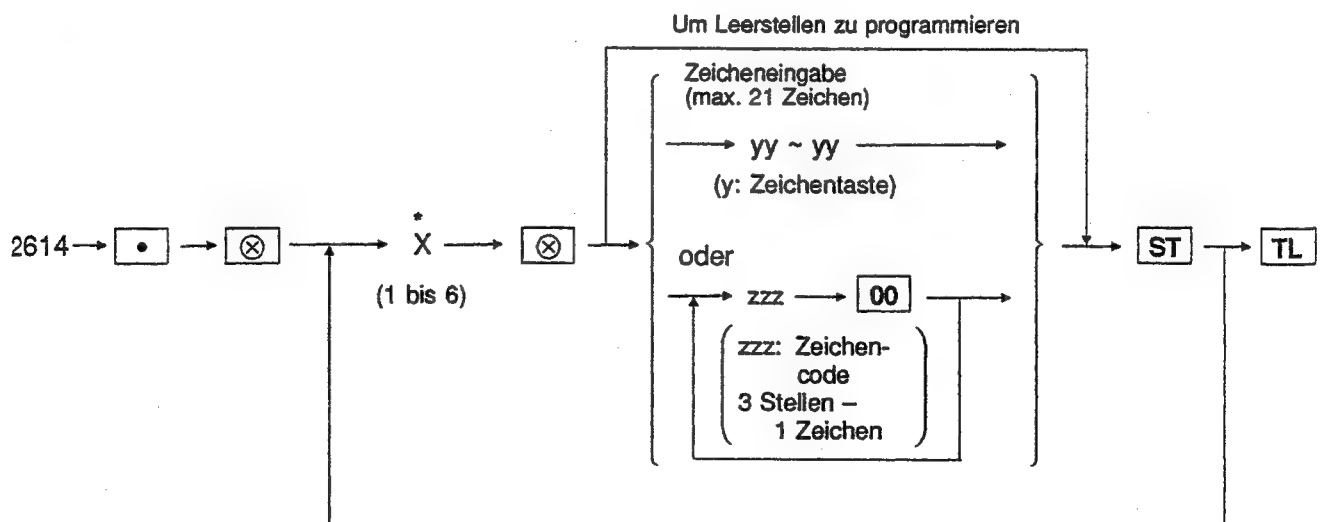 Um Leerstellen zu programmieren
Zeicheneingabe
(max. 21 Zeichen)
yy ~ yy
(y: Zeichentaste)
2614 → • → ⊗ → * X → ⊗ → ST → TL
(1 bis 6)
oder
zzz → 00
zzz: Zeichen-
code
3 Stellen –
1 Zeichen